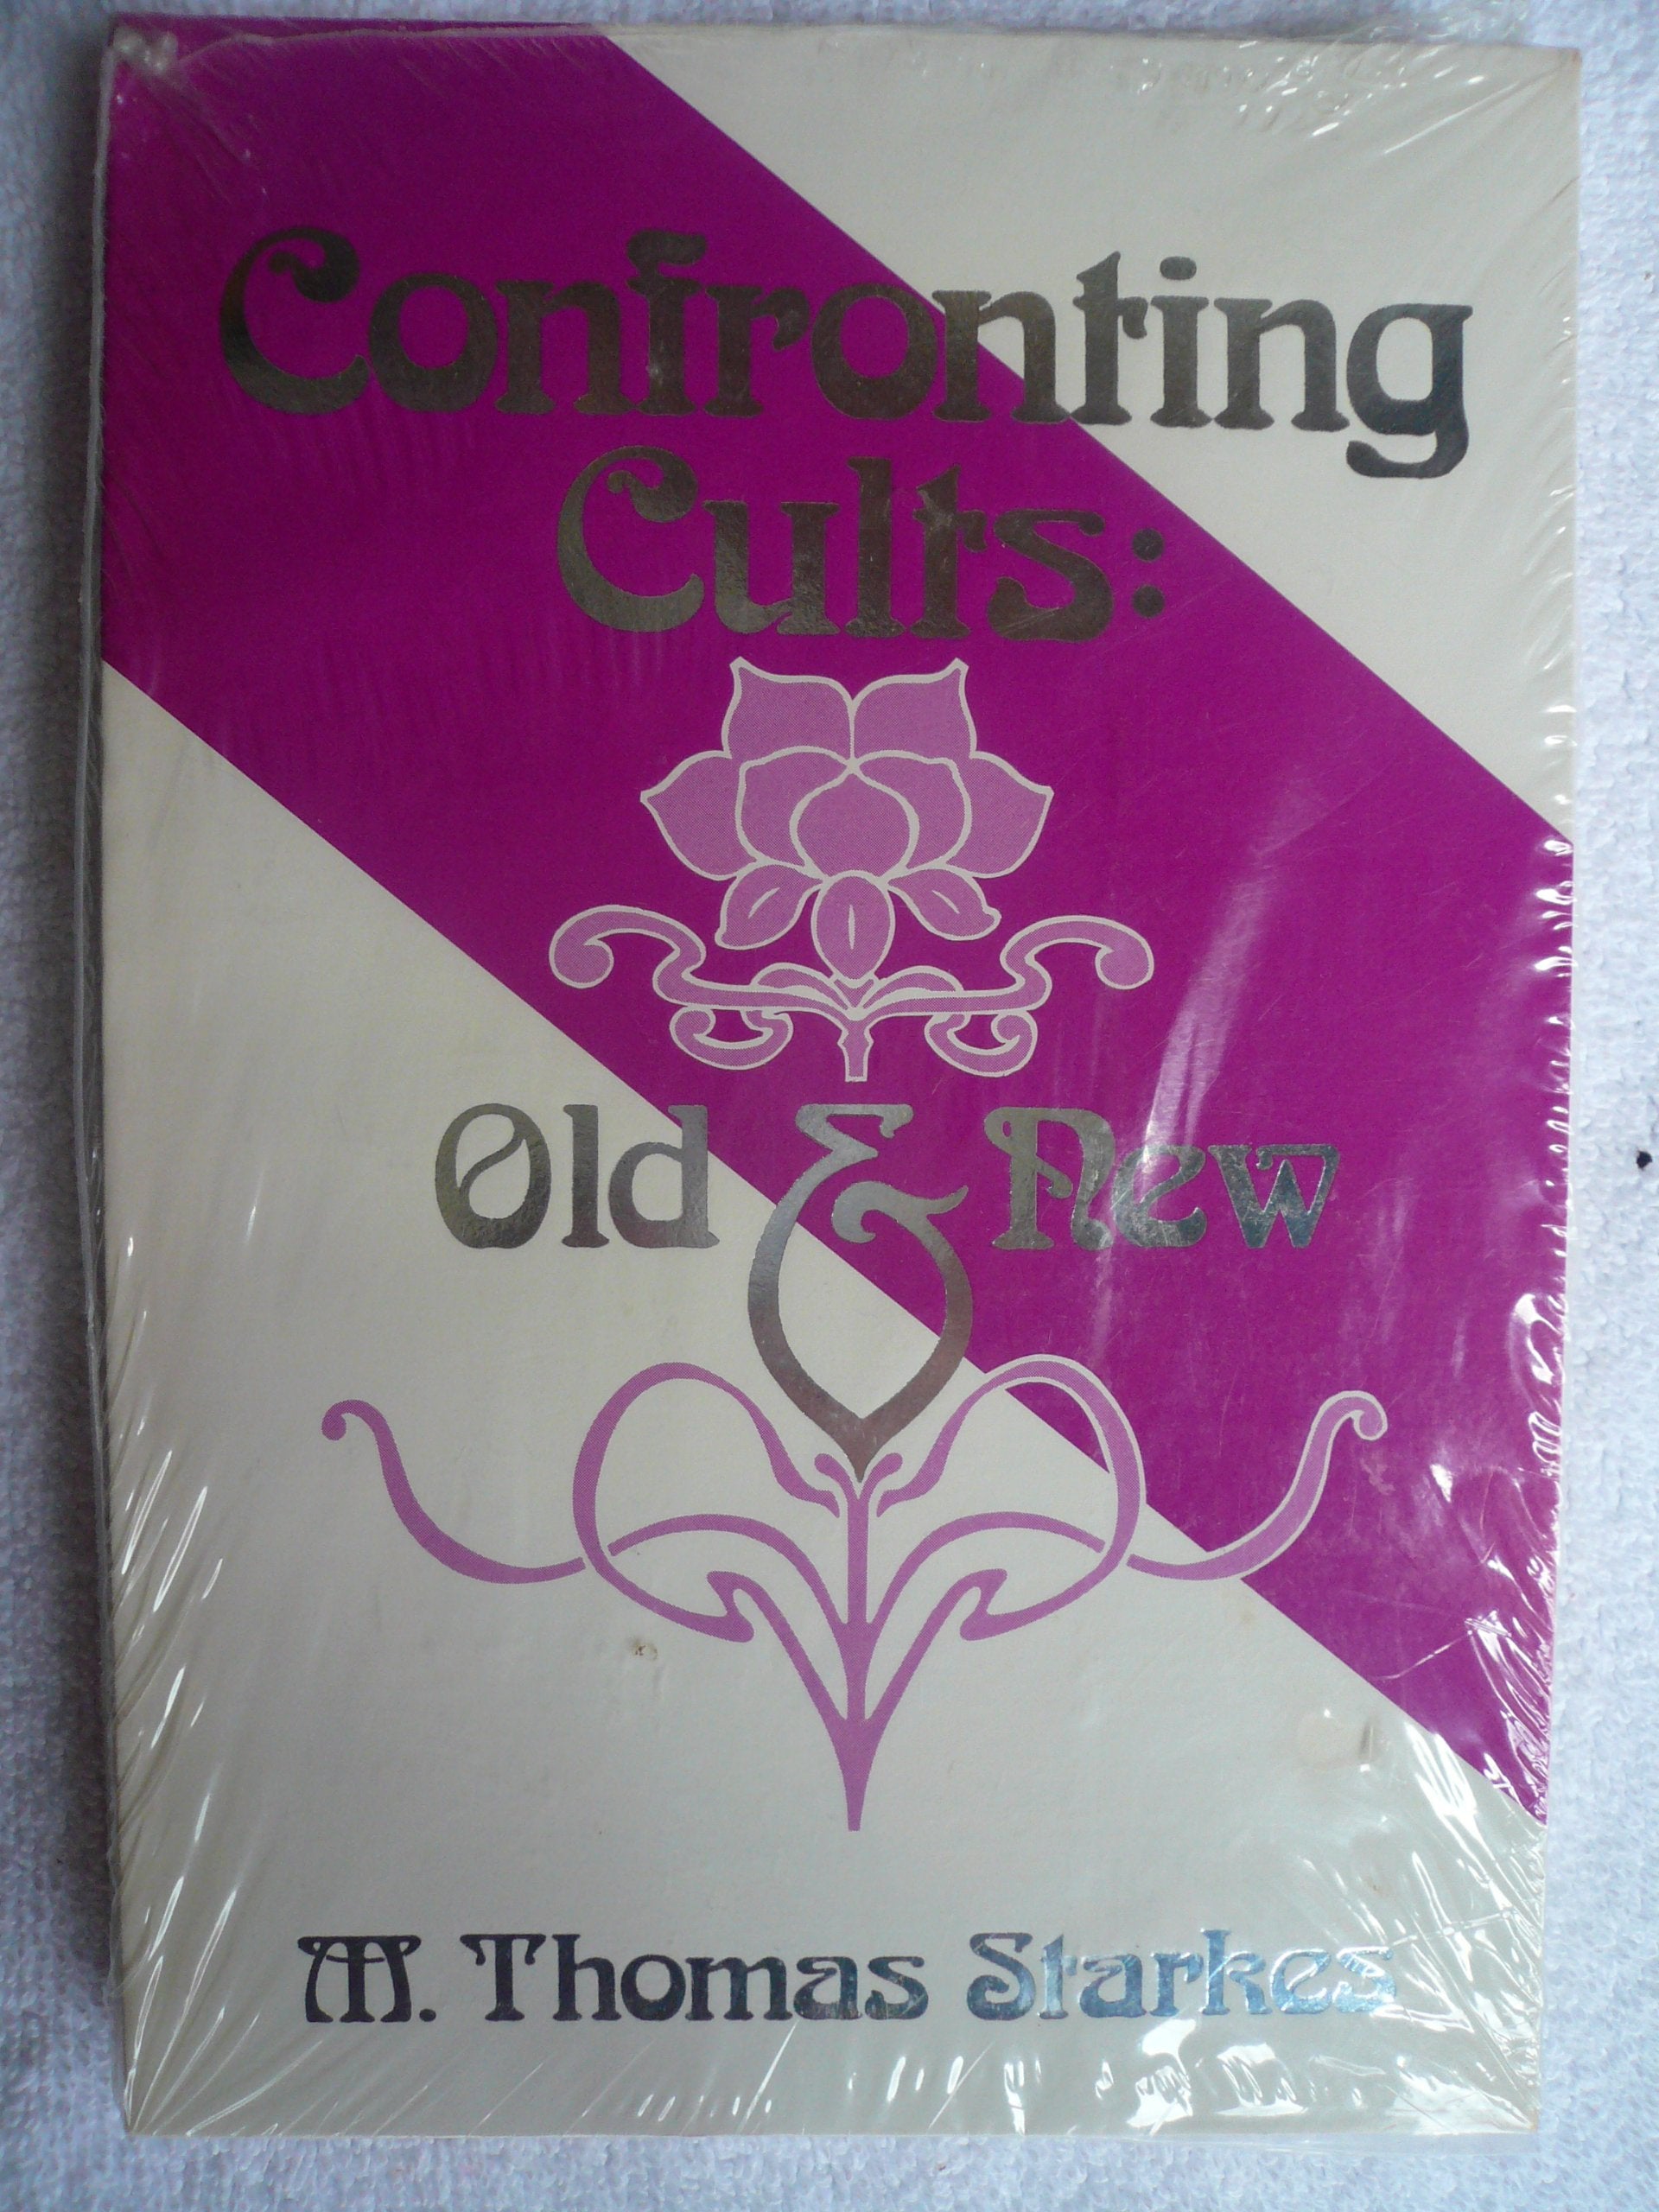 Confronting
Cults:
Old & New
M. Thomas Starkes